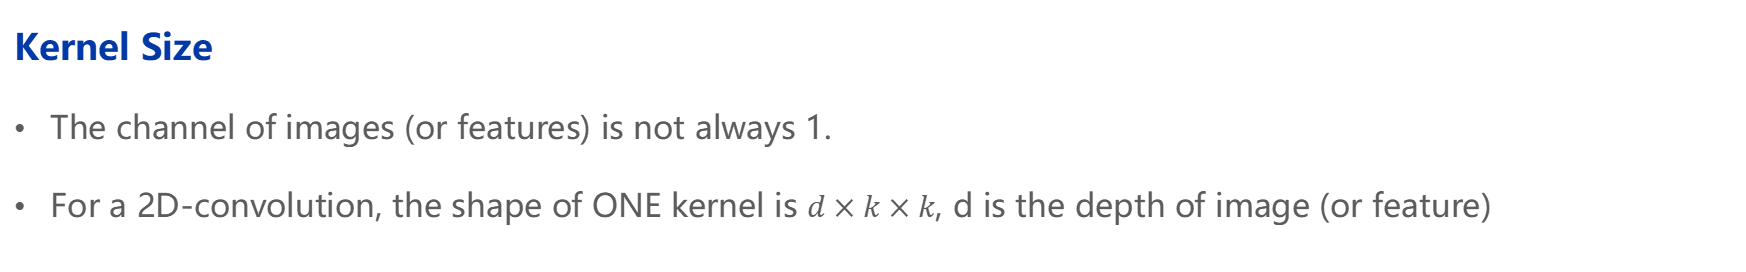 Kernel Size
• The channel of images (or features) is not always 1.
• For a 2D-convolution, the shape of ONE kernel is 𝑑 × 𝑘 × 𝑘, d is the depth of image (or feature)